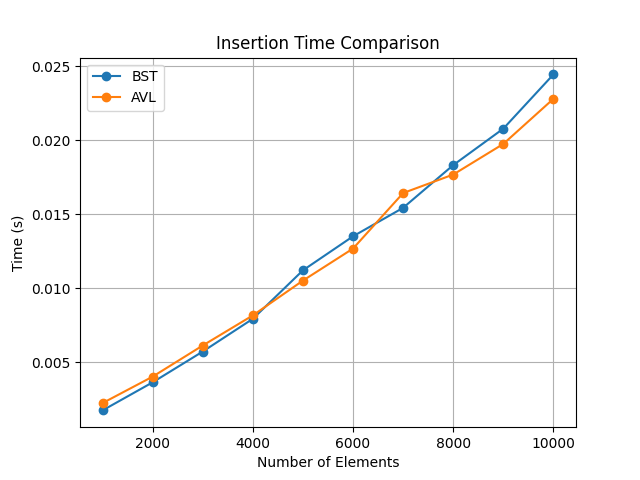 Insertion Time Comparison
BST
AVL
0.025
0.020
0.015
0.010
0.005
Time (s)
2000 4000 6000 8000 10000
Number of Elements